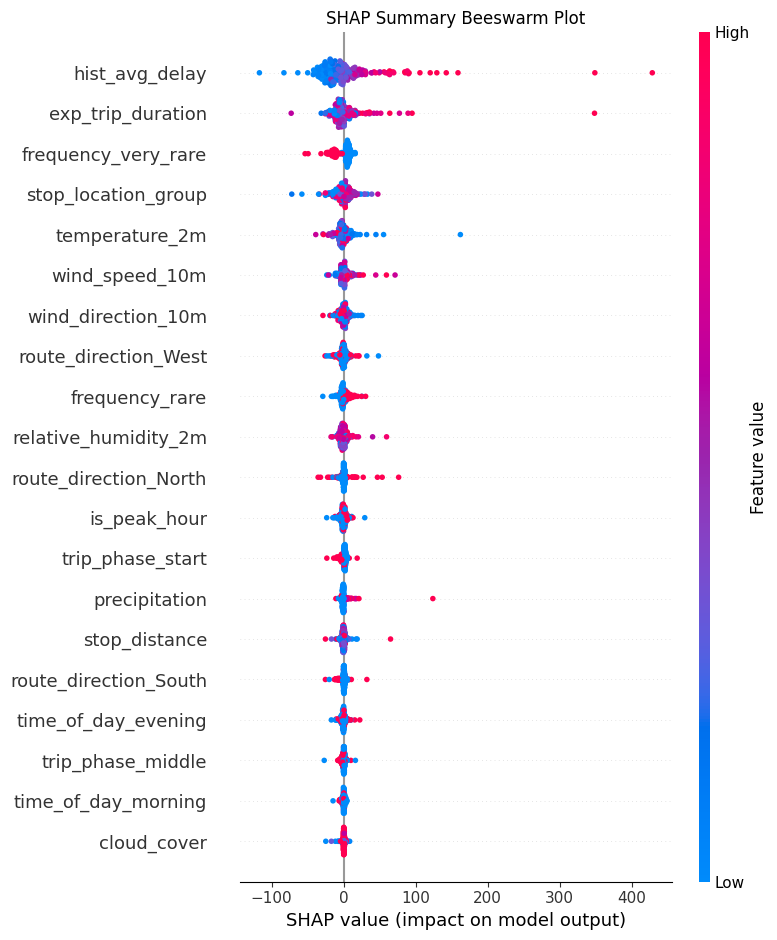 SHAP Summary Beeswarm Plot
High
hist_avg_delay
exp_trip_duration
frequency_very_rare
stop_location_group
temperature_2m
wind_speed_10m
wind_direction_10m
route_direction_West
frequency_rare
relative_humidity_2m
route_direction_North
is_peak_hour
trip_phase_start
precipitation
stop_distance
route_direction_South
time_of_day_evening
trip_phase_middle
time_of_day_morning
cloud_cover
Feature value
Low
−100 0 100 200 300 400
SHAP value (impact on model output)